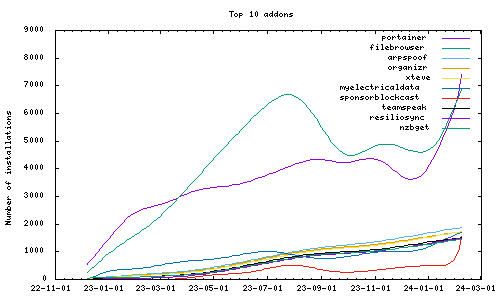 Top 10 addons
9000
8000
7000
6000
5000
4000
3000
2000
1000
0
Number of installations
portainer
filebrowser
arpspoof
organizr
xteve
myelectricaldata
sponsorblockcast
teamspeak
resiliosync
nzbget
22-11-01 23-01-01 23-03-01 23-05-01 23-07-01 23-09-01 23-11-01 24-01-01 24-03-01